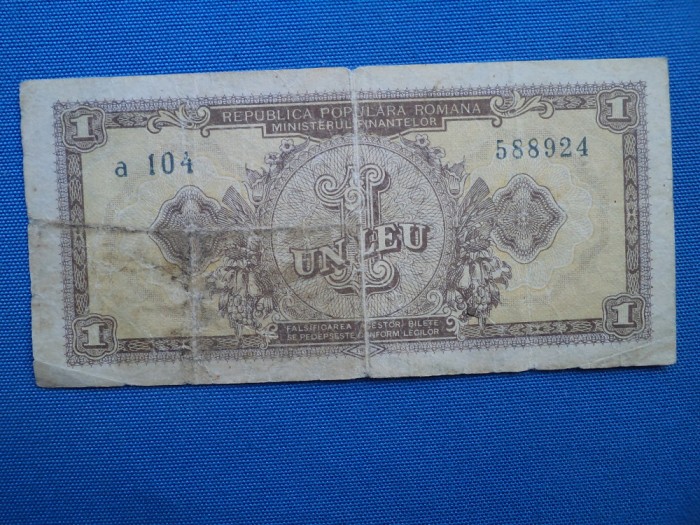 REPUBLICA POPULARA ROMANA
MINISTERUL FINANTELOR
1 1
a 104 588924
1
UN LEU
1 1
FALSIFICAREA ACESTOR BILETE
SE PEDEPSESTE CONFORM LEGILOR